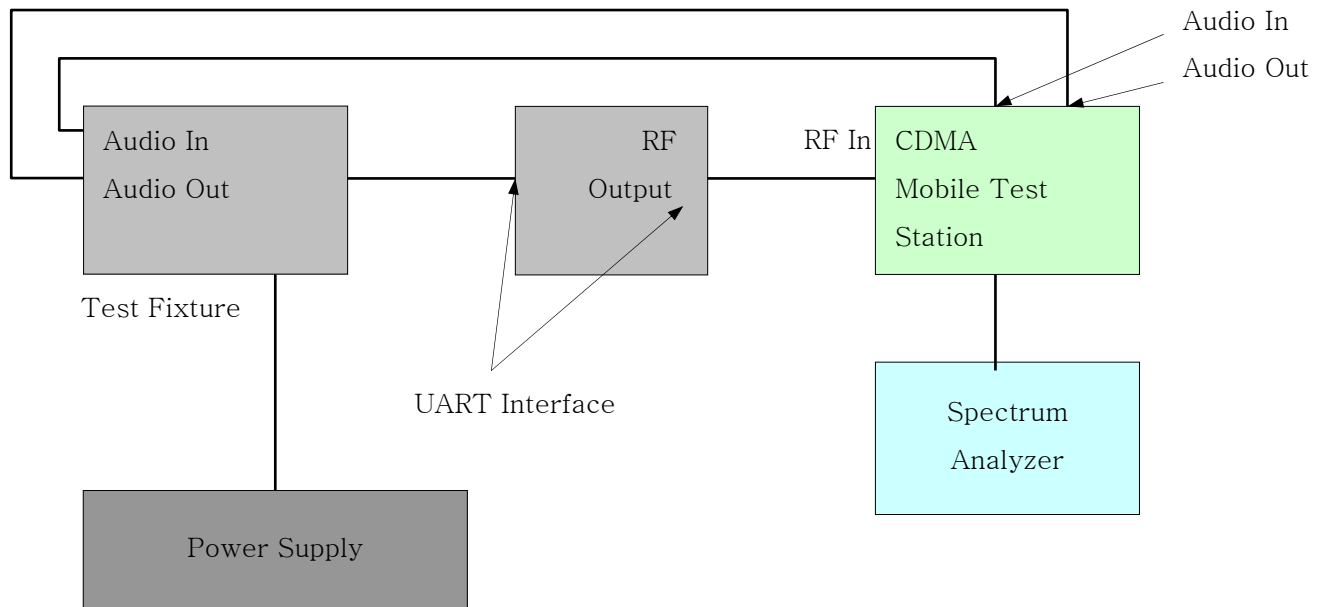 Audio In
Audio Out
Audio In
Audio Out
RF
Output
RF In
CDMA
Mobile Test
Station
Test Fixture
UART Interface
Spectrum
Analyzer
Power Supply